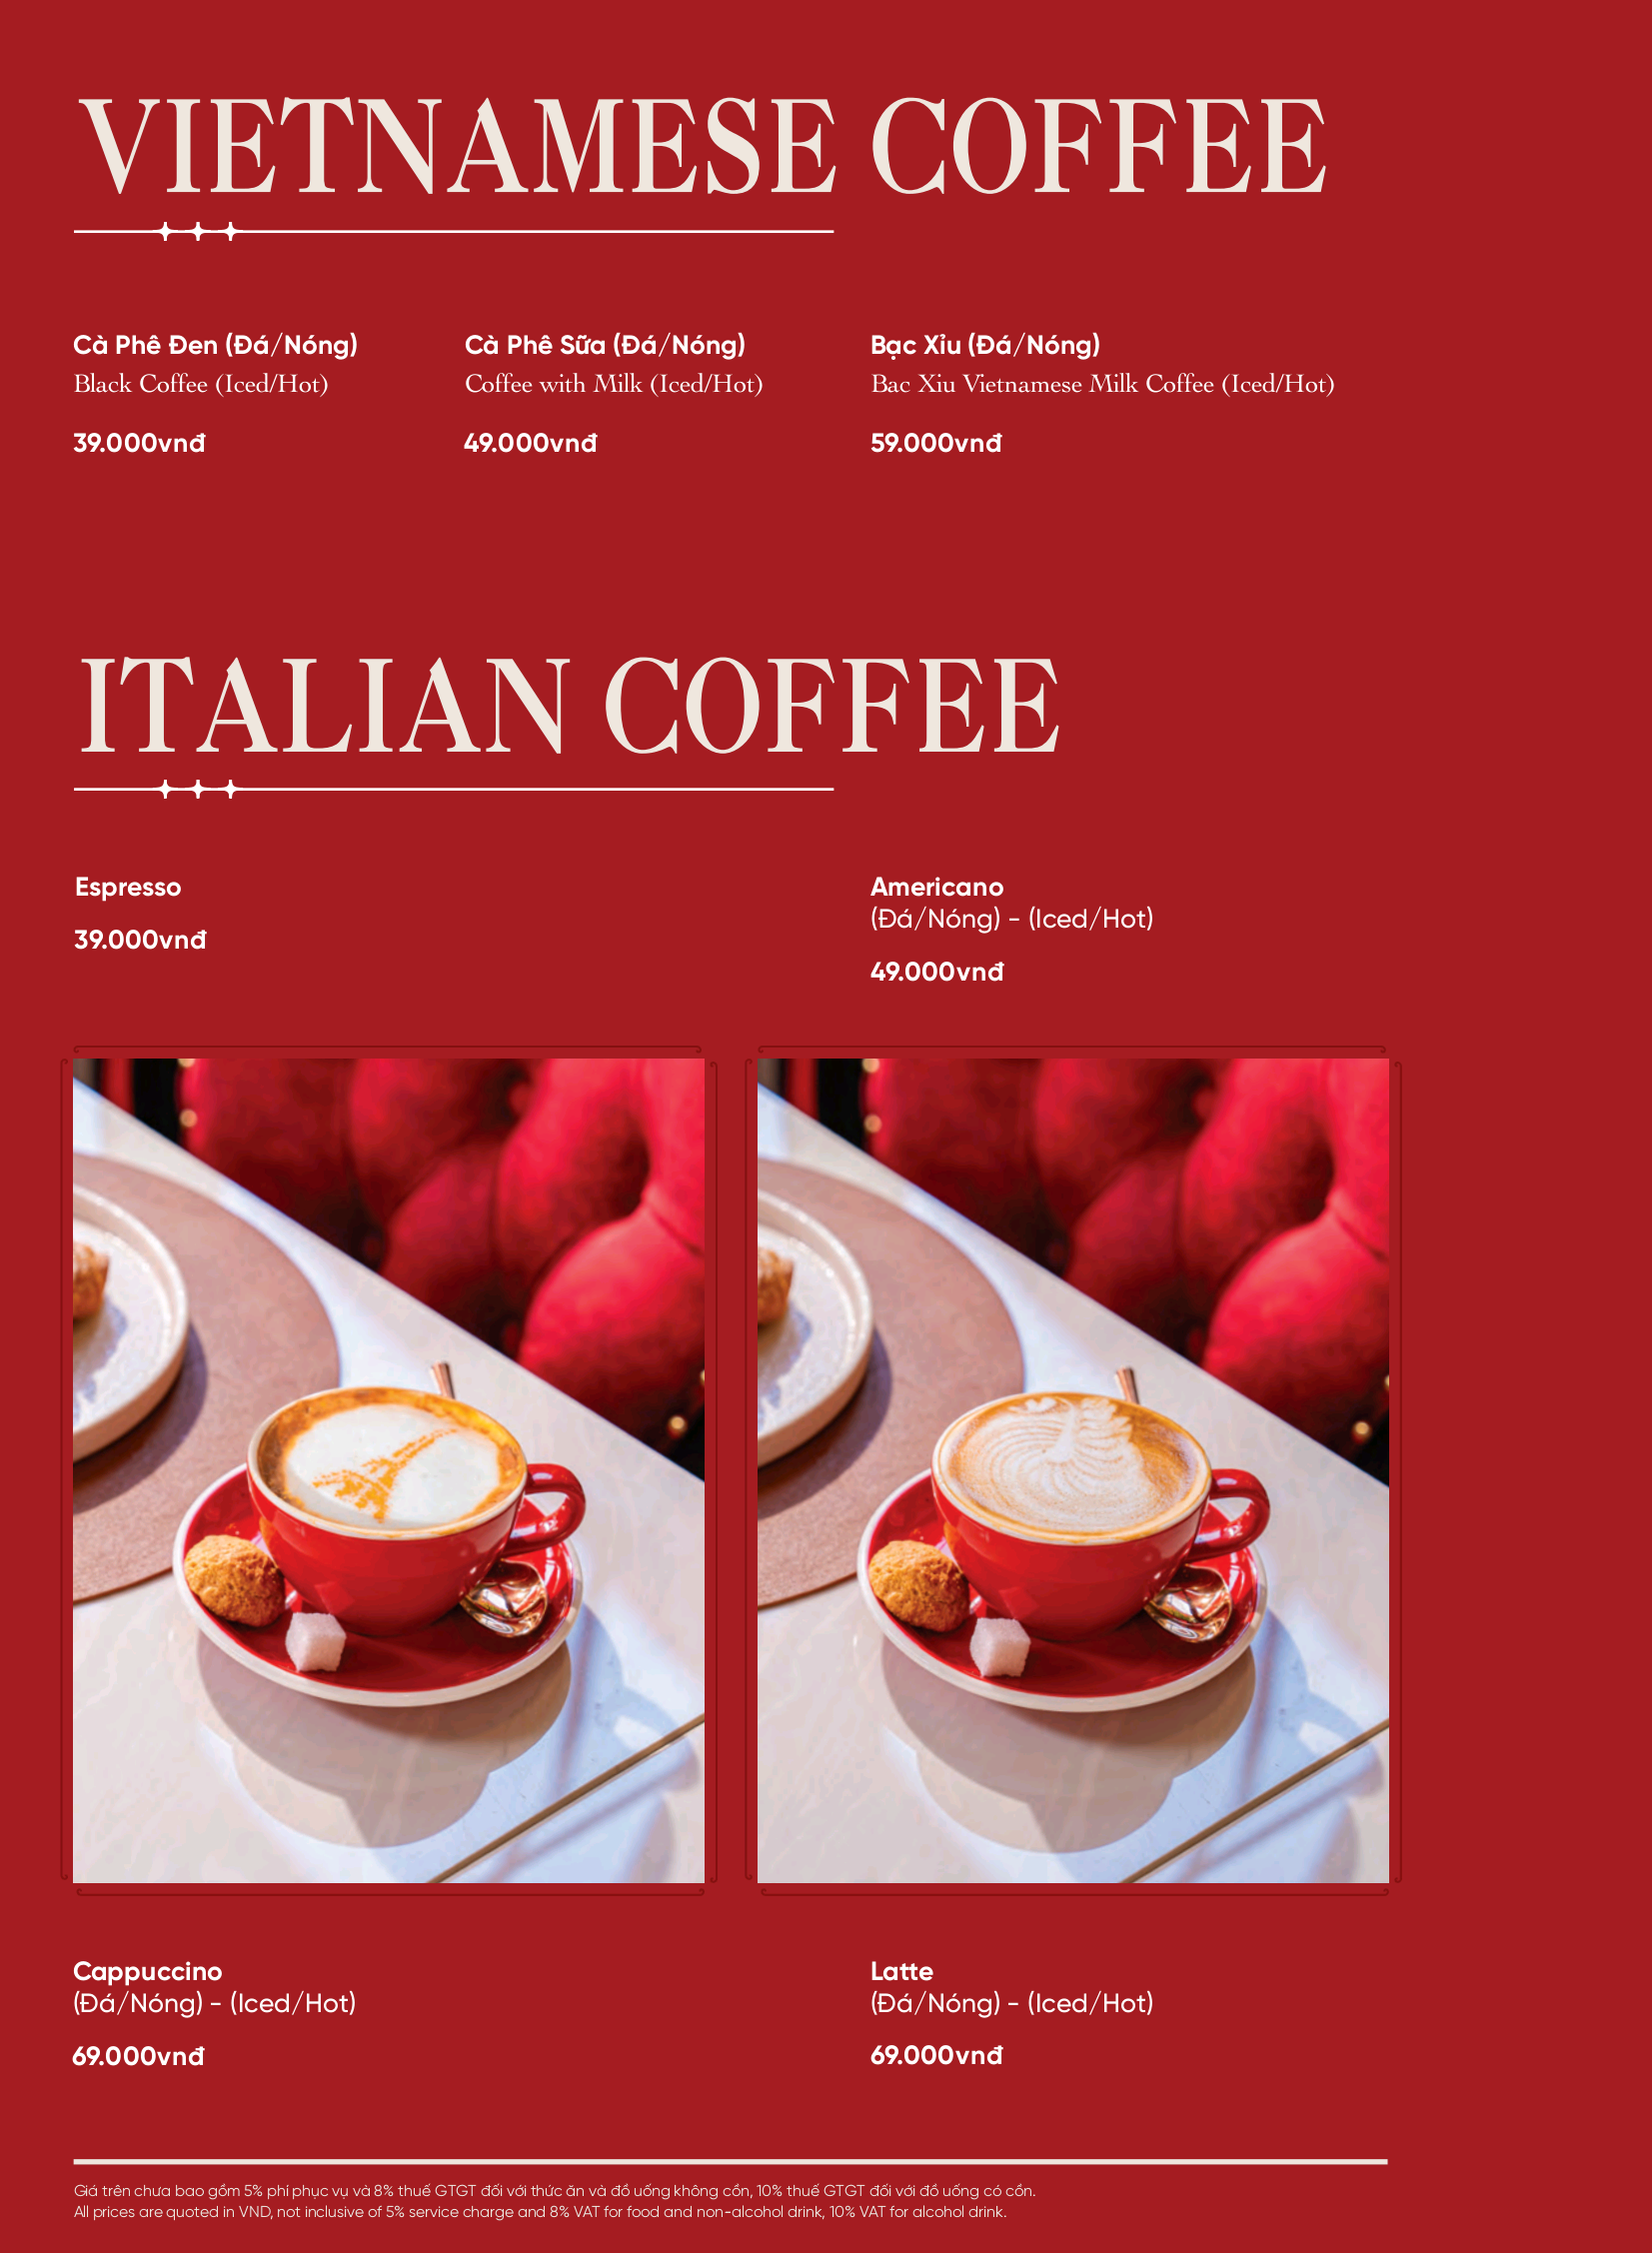 VIETNAMESE COFFEE
Cà Phê Đen (Đá/Nóng)
Black Coffee (Iced/Hot)
39.000vnđ
Cà Phê Sữa (Đá/Nóng)
Coffee with Milk (Iced/Hot)
49.000vnđ
Bạc Xỉu (Đá/Nóng)
Bac Xiu Vietnamese Milk Coffee (Iced/Hot)
59.000vnđ
ITALIAN COFFEE
Espresso
39.000vnđ
Americano
(Đá/Nóng) - (Iced/Hot)
49.000vnđ
Cappuccino
(Đá/Nóng) - (Iced/Hot)
69.000vnđ
Latte
(Đá/Nóng) - (Iced/Hot)
69.000vnđ
Giá trên chưa bao gồm 5% phí phục vụ và 8% thuế GTGT đối với thức ăn và đồ uống không cồn, 10% thuế GTGT đối với đồ uống có cồn.
All prices are quoted in VND, not inclusive of 5% service charge and 8% VAT for food and non-alcohol drink, 10% VAT for alcohol drink.